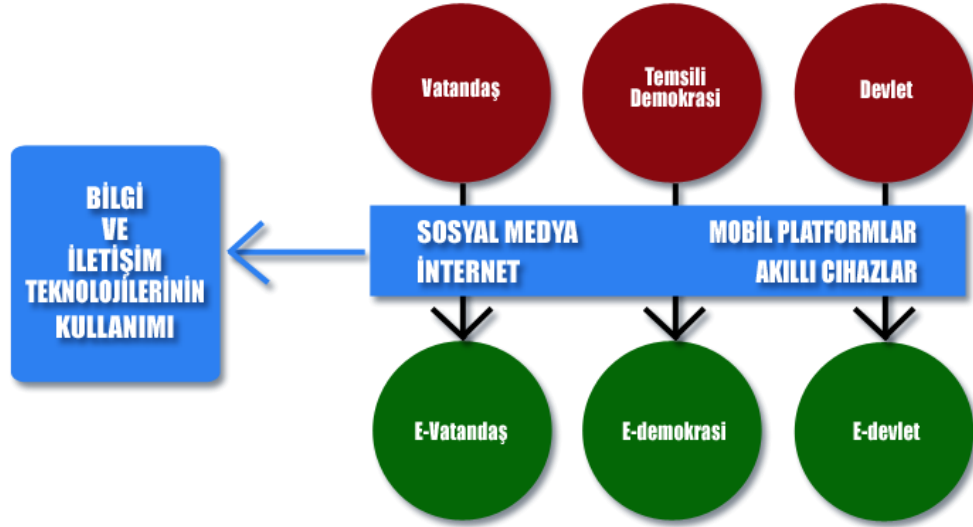 Vatandaş
Temsili
Demokrasi
Devlet
BİLGİ
VE
İLETİŞİM
TEKNOLOJİLERİNİN
KULLANIMI
SOSYAL MEDYA
İNTERNET
MOBİL PLATFORMLAR
AKILLI CIHAZLAR
E-Vatandaş
E-demokrasi
E-devlet